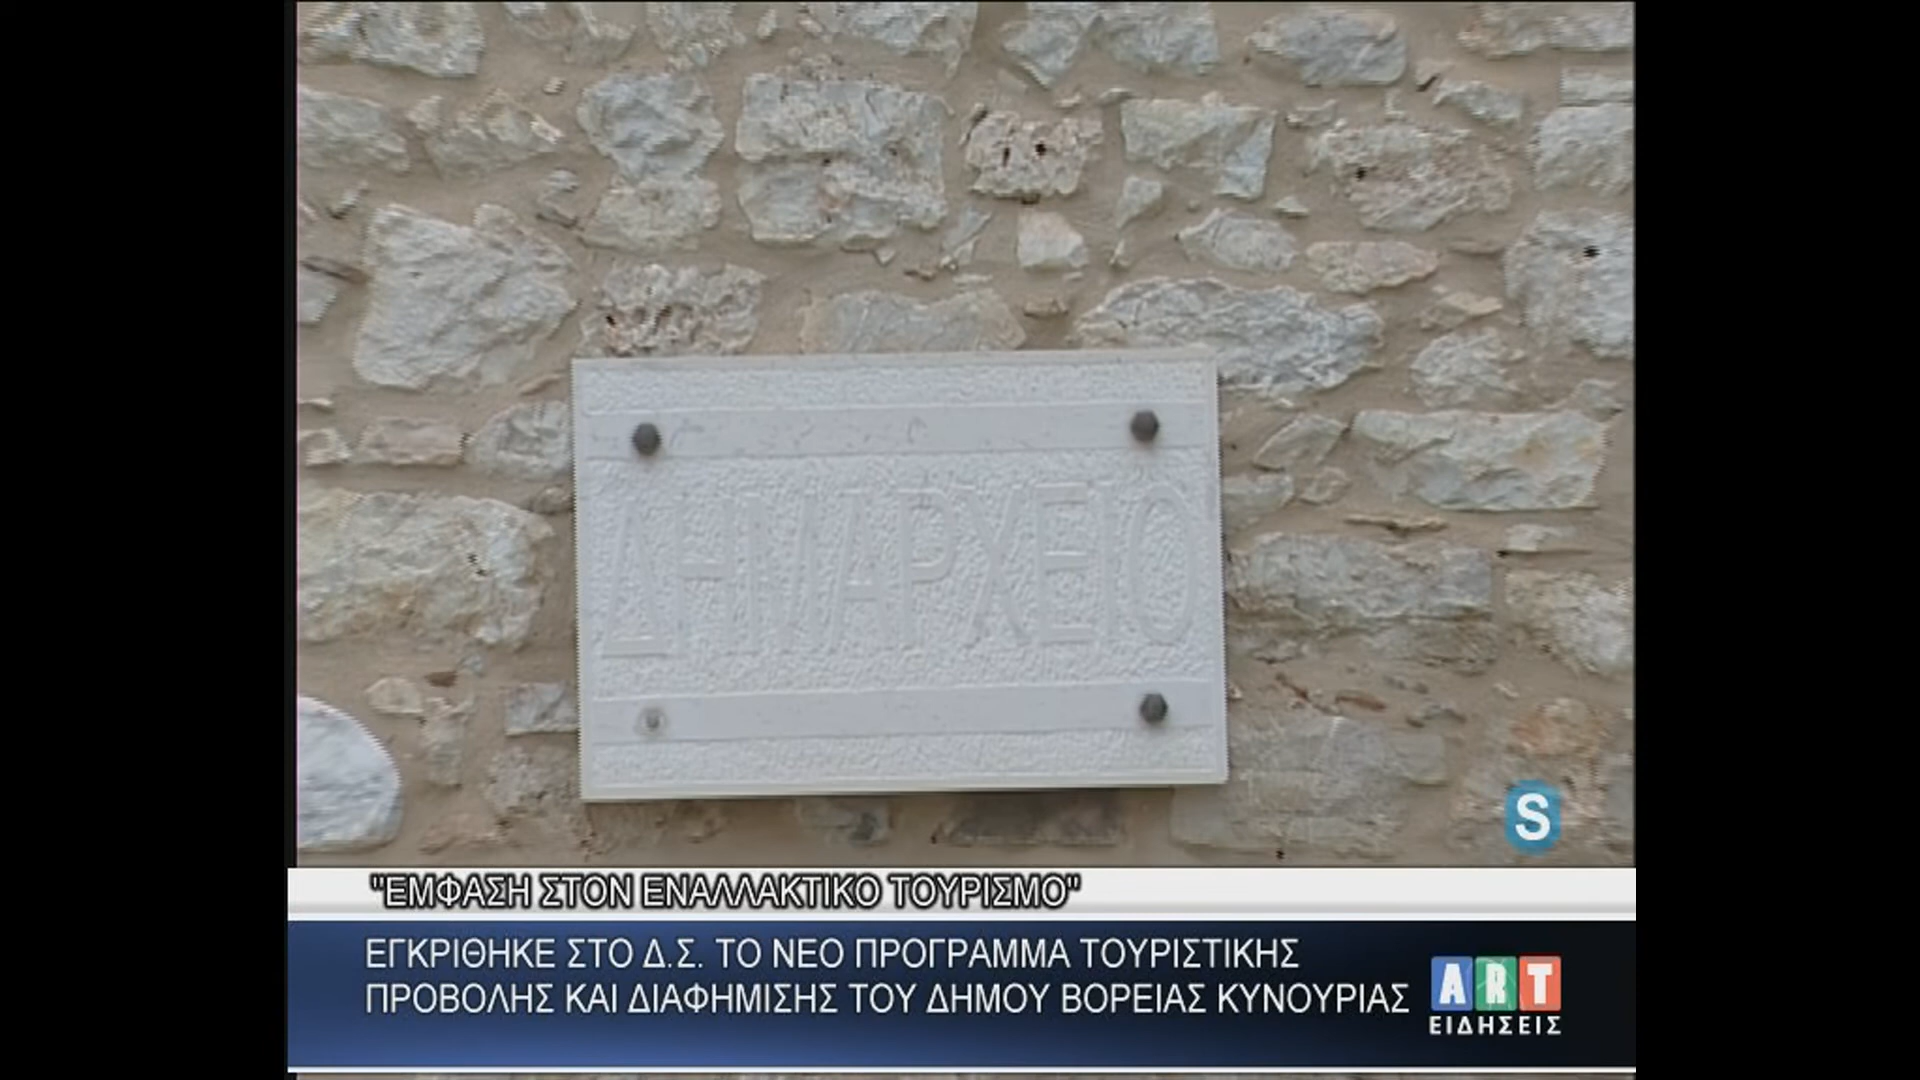 ΔΗΜΑΡΧΕΙΟ
S
"ΕΜΦΑΣΗ ΣΤΟΝ ΕΝΑΛΛΑΚΤΙΚΟ ΤΟΥΡΙΣΜΟ"
ΕΓΚΡΙΘΗΚΕ ΣΤΟ Δ.Σ. ΤΟ ΝΕΟ ΠΡΟΓΡΑΜΜΑ ΤΟΥΡΙΣΤΙΚΗΣ
ΠΡΟΒΟΛΗΣ ΚΑΙ ΔΙΑΦΗΜΙΣΗΣ ΤΟΥ ΔΗΜΟΥ ΒΟΡΕΙΑΣ ΚΥΝΟΥΡΙΑΣ
ART
ΕΙΔΗΣΕΙΣ